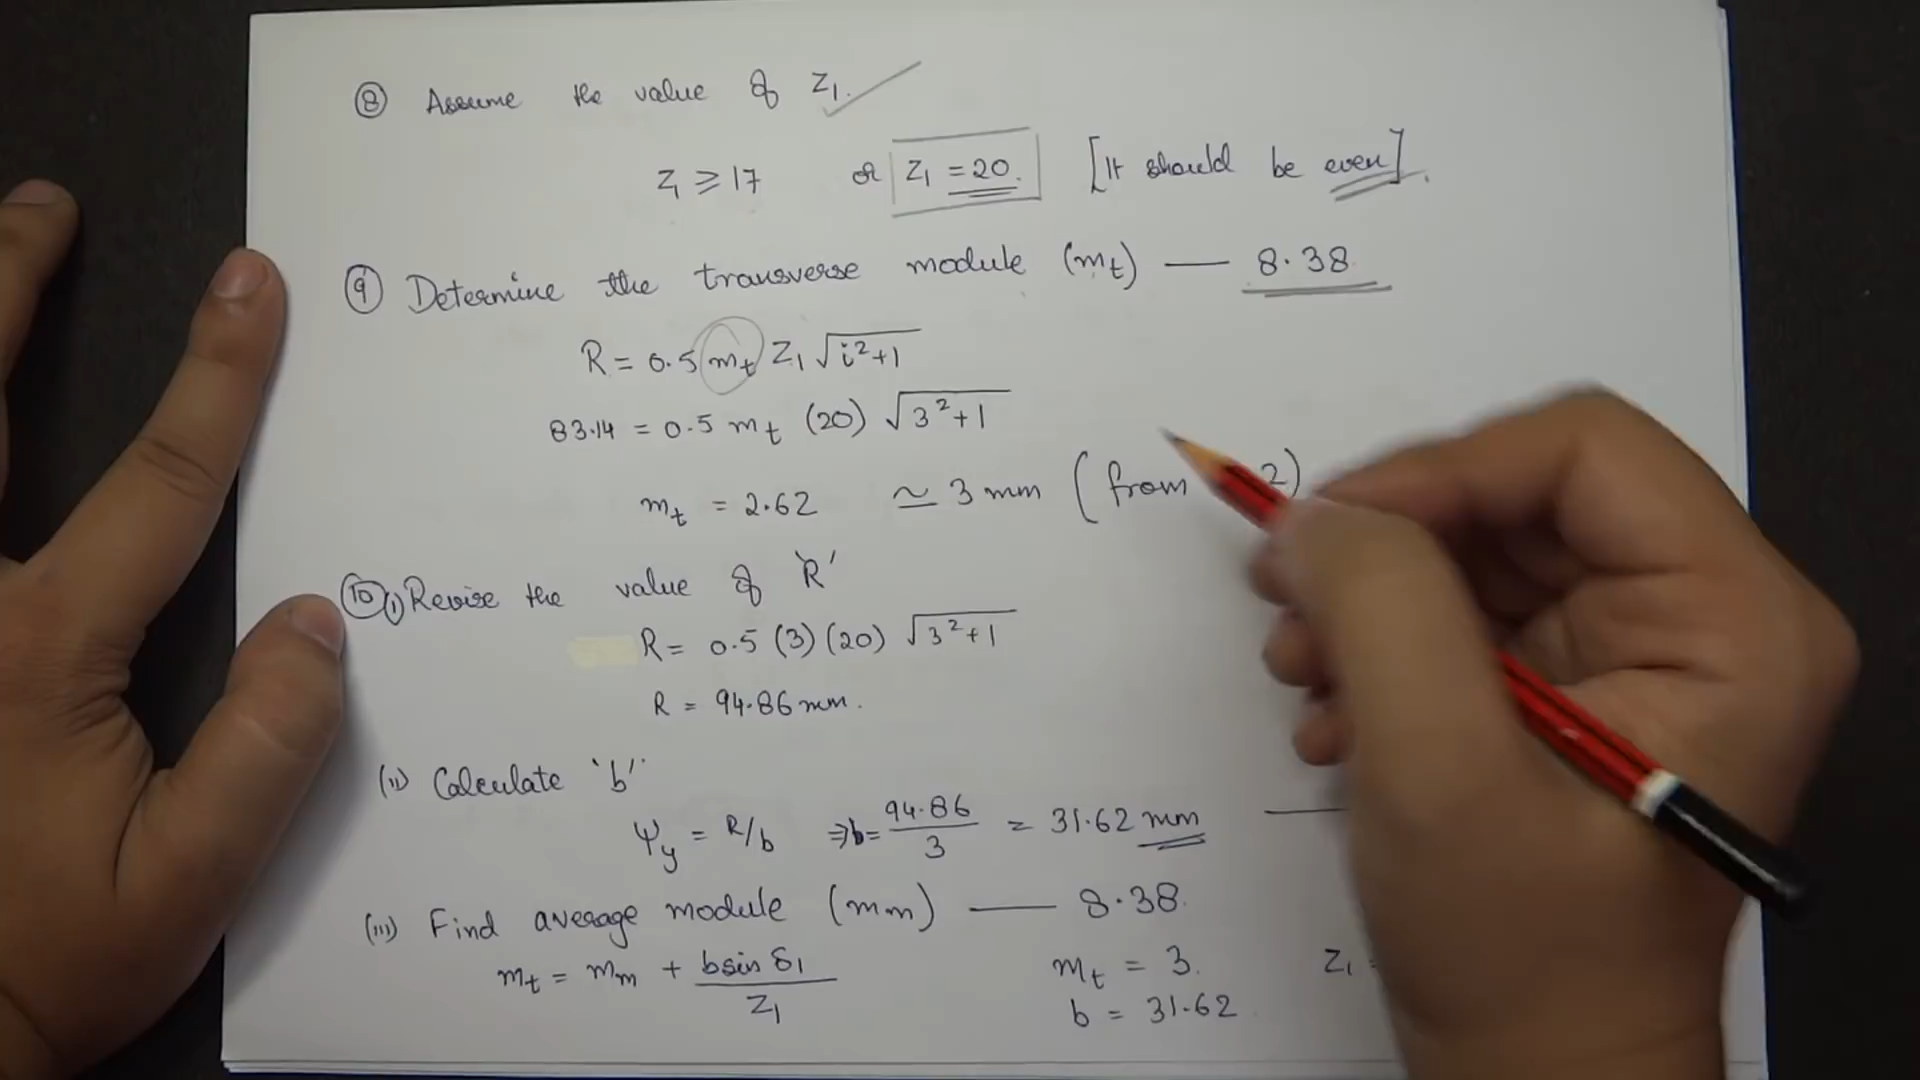 ⑧ Assume the value of Z₁.
Z₁ ≥ 17 or Z₁ = 20. [It should be even].
⑨ Determine the transverse module (mₜ) — 8.38
R = 0.5 mₜ Z₁ √(i²+1)
83.14 = 0.5 mₜ (20) √(3²+1)
mₜ = 2.62 ≃ 3 mm (from 2)
⑩ i) Revise the value of 'R'
R = 0.5 (3) (20) √(3²+1)
R = 94.86 mm.
(ii) Calculate 'b'.
Ψy = R/b ⇒ b = 94.86/3 = 31.62 mm —
(iii) Find average module (mm) — 8.38.
mₜ = mm + b sin δ₁ / Z₁ mₜ = 3. Z₁ =
b = 31.62